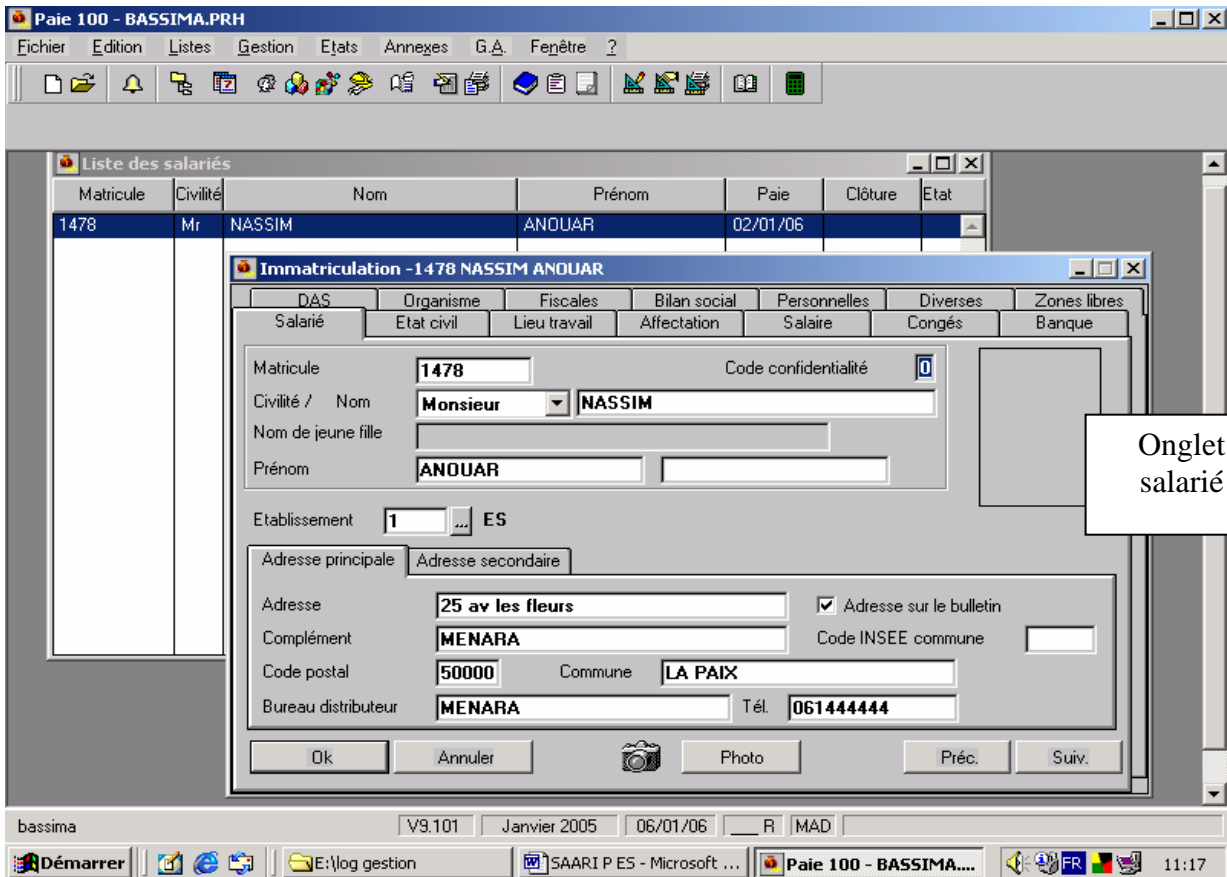 Paie 100 - BASSIMA.PRH
Fichier Edition Listes Gestion Etats Annexes G.A. Fenêtre ?
Liste des salariés
Matricule Civilité Nom Prénom Paie Clôture Etat
1478 Mr NASSIM ANOUAR 02/01/06
Immatriculation -1478 NASSIM ANOUAR
DAS Organisme Fiscales Bilan social Personnelles Diverses Zones libres
Salarié Etat civil Lieu travail Affectation Salaire Congés Banque
Matricule 1478 Code confidentialité 0
Civilité / Nom Monsieur NASSIM
Nom de jeune fille
Prénom ANOUAR
Onglet
salarié
Etablissement 1 ... ES
Adresse principale Adresse secondaire
Adresse 25 av les fleurs Adresse sur le bulletin
Complément MENARA Code INSEE commune
Code postal 50000 Commune LA PAIX
Bureau distributeur MENARA Tél. 061444444
Ok Annuler Photo Préc. Suiv.
bassima V9.101 Janvier 2005 06/01/06 ___ R MAD
Démarrer E:\log gestion SAARI P ES - Microsoft ... Paie 100 - BASSIMA.... FR 11:17